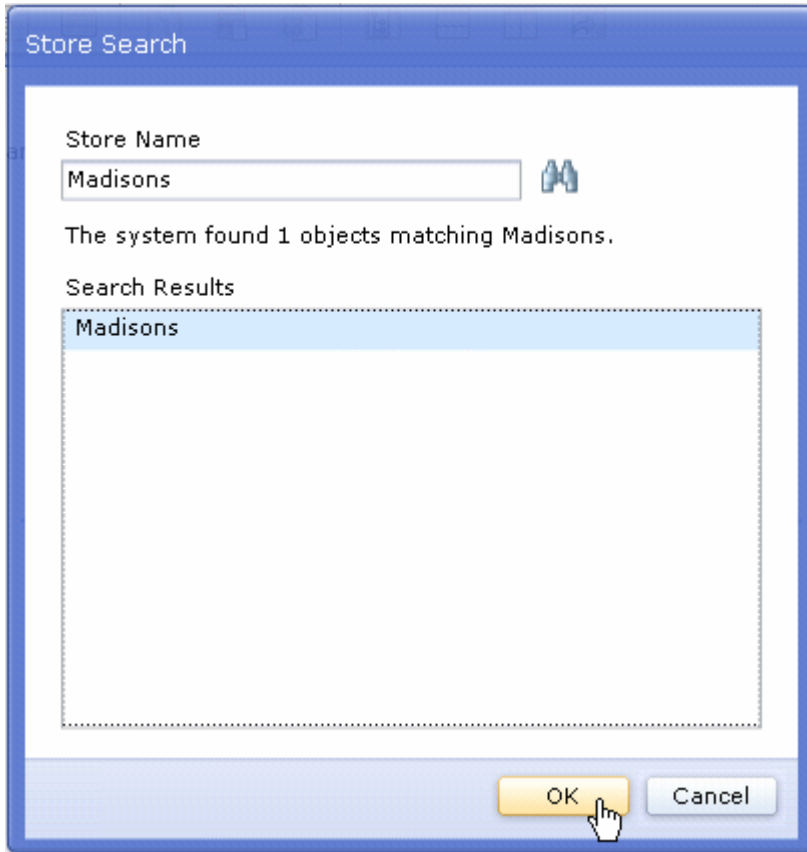 Store Search
Store Name
Madisons
The system found 1 objects matching Madisons.
Search Results
Madisons
OK
Cancel